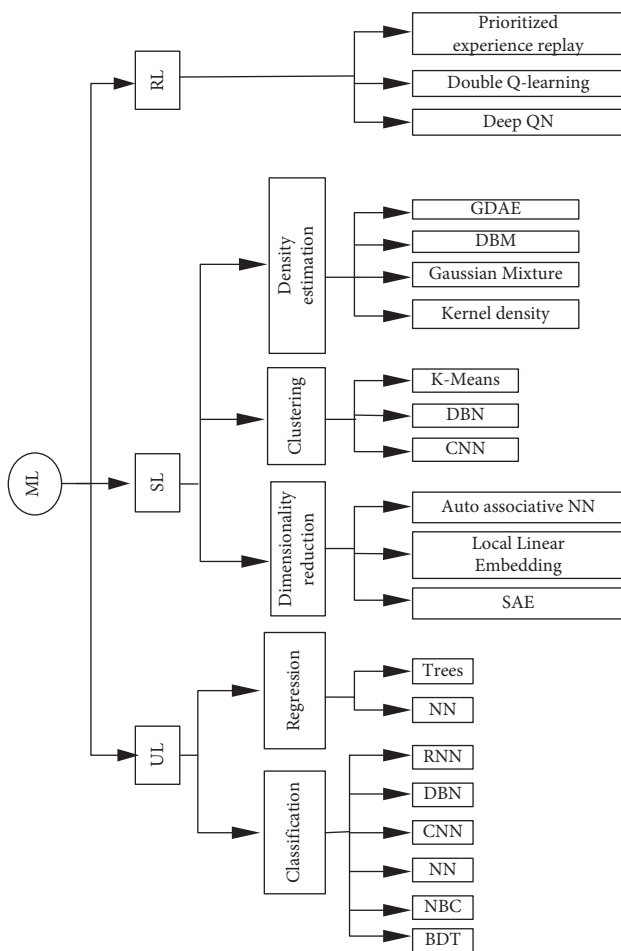 ML
RL
Prioritized
experience replay
Double Q-learning
Deep QN
SL
Density
estimation
GDAE
DBM
Gaussian Mixture
Kernel density
Clustering
K-Means
DBN
CNN
Dimensionality
reduction
Auto associative NN
Local Linear
Embedding
SAE
UL
Regression
Trees
NN
Classification
RNN
DBN
CNN
NN
NBC
BDT